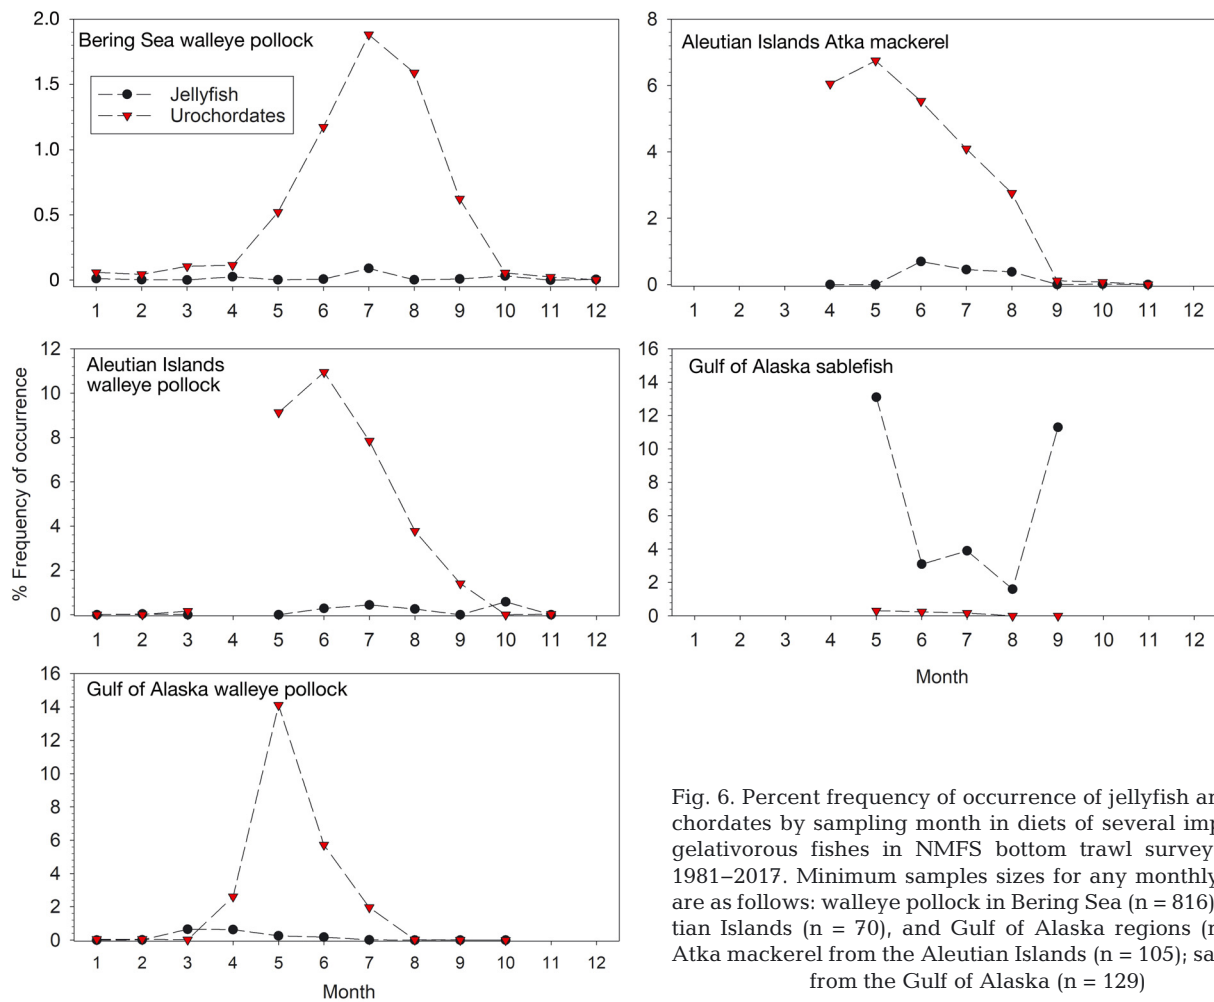 Bering Sea walleye pollock
Jellyfish
Urochordates
2.0
1.5
1.0
0.5
0
1 2 3 4 5 6 7 8 9 10 11 12
Aleutian Islands Atka mackerel
8
6
4
2
0
1 2 3 4 5 6 7 8 9 10 11 12
Aleutian Islands
walleye pollock
% Frequency of occurrence
12
10
8
6
4
2
0
1 2 3 4 5 6 7 8 9 10 11 12
Gulf of Alaska sablefish
16
14
12
10
8
6
4
2
0
1 2 3 4 5 6 7 8 9 10 11 12
Month
Gulf of Alaska walleye pollock
16
14
12
10
8
6
4
2
0
1 2 3 4 5 6 7 8 9 10 11 12
Month
Fig. 6. Percent frequency of occurrence of jellyfish
chordates by sampling month in diets of several
gelativorous fishes in NMFS bottom trawl survey
1981–2017. Minimum samples sizes for any monthly
are as follows: walleye pollock in Bering Sea (n = 816)
tian Islands (n = 70), and Gulf of Alaska regions
Atka mackerel from the Aleutian Islands (n = 105);
from the Gulf of Alaska (n = 129)